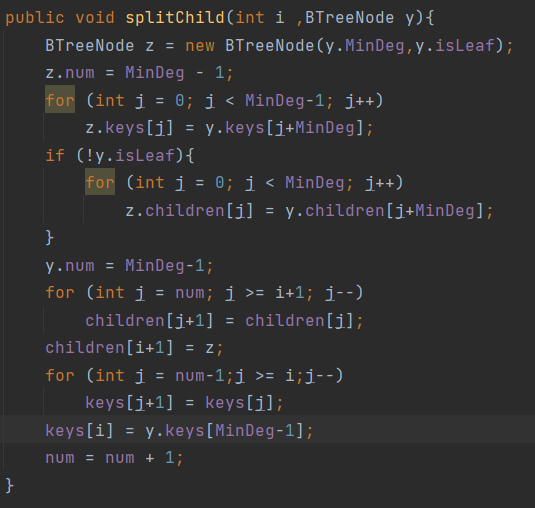 public void splitChild(int i ,BTreeNode y){
    BTreeNode z = new BTreeNode(y.MinDeg,y.isLeaf);
    z.num = MinDeg - 1;
    for (int j = 0; j < MinDeg-1; j++)
        z.keys[j] = y.keys[j+MinDeg];
    if (!y.isLeaf){
        for (int j = 0; j < MinDeg; j++)
            z.children[j] = y.children[j+MinDeg];
    }
    y.num = MinDeg-1;
    for (int j = num; j >= i+1; j--)
        children[j+1] = children[j];
    children[i+1] = z;
    for (int j = num-1;j >= i;j--)
        keys[j+1] = keys[j];
    keys[i] = y.keys[MinDeg-1];
    num = num + 1;
}